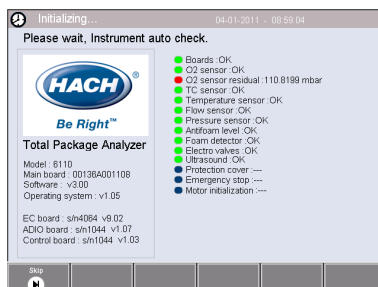 Initializing...
04-01-2011 - 08:59:04
Please wait, Instrument auto check.
HACH®
Be Right™
Total Package Analyzer
Model : 6110
Main board : 00136A001108
Software : v3.00
Operating system : v1.05
EC board : s/n4064 v9.02
ADIO board : s/n1044 v1.07
Control board : s/n1044 v1.03
Boards :OK
O2 sensor :OK
O2 sensor residual :110.8199 mbar
TC sensor :OK
Temperature sensor :OK
Flow sensor :OK
Pressure sensor :OK
Antifoam level :OK
Foam detector :OK
Electro valves :OK
Ultrasound :OK
Protection cover :---
Emergency stop :---
Motor initialization :---
Skip